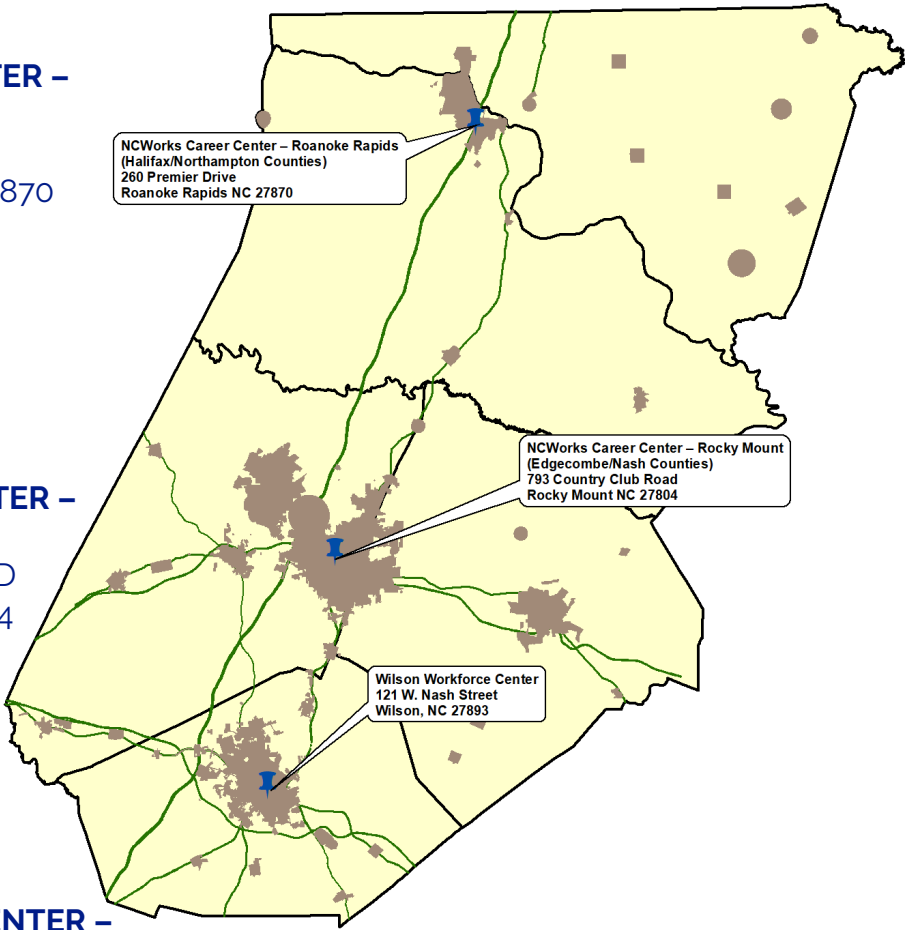 TER –
NCWorks Career Center – Roanoke Rapids
(Halifax/Northampton Counties)
260 Premier Drive
Roanoke Rapids NC 27870
870
NCWorks Career Center – Rocky Mount
(Edgecombe/Nash Counties)
793 Country Club Road
Rocky Mount NC 27804
TER –
D
4
Wilson Workforce Center
121 W. Nash Street
Wilson, NC 27893
ENTER –